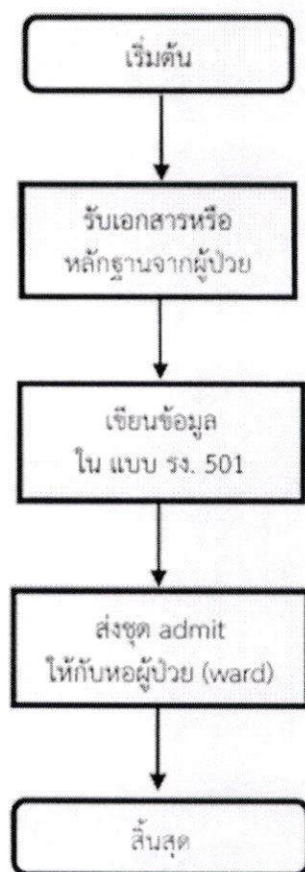 เริ่มต้น
รับเอกสารหรือ
หลักฐานจากผู้ป่วย
เขียนข้อมูล
ใน แบบ รง. 501
ส่งชุด admit
ให้กับหอผู้ป่วย (ward)
สิ้นสุด